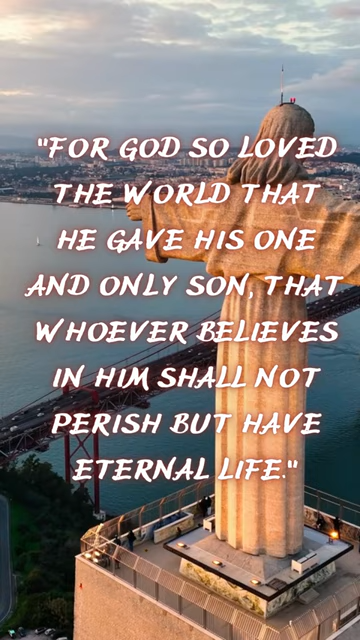 "FOR GOD SO LOVED
THE WORLD THAT
HE GAVE HIS ONE
AND ONLY SON, THAT
WHOEVER BELIEVES
IN HIM SHALL NOT
PERISH BUT HAVE
ETERNAL LIFE."